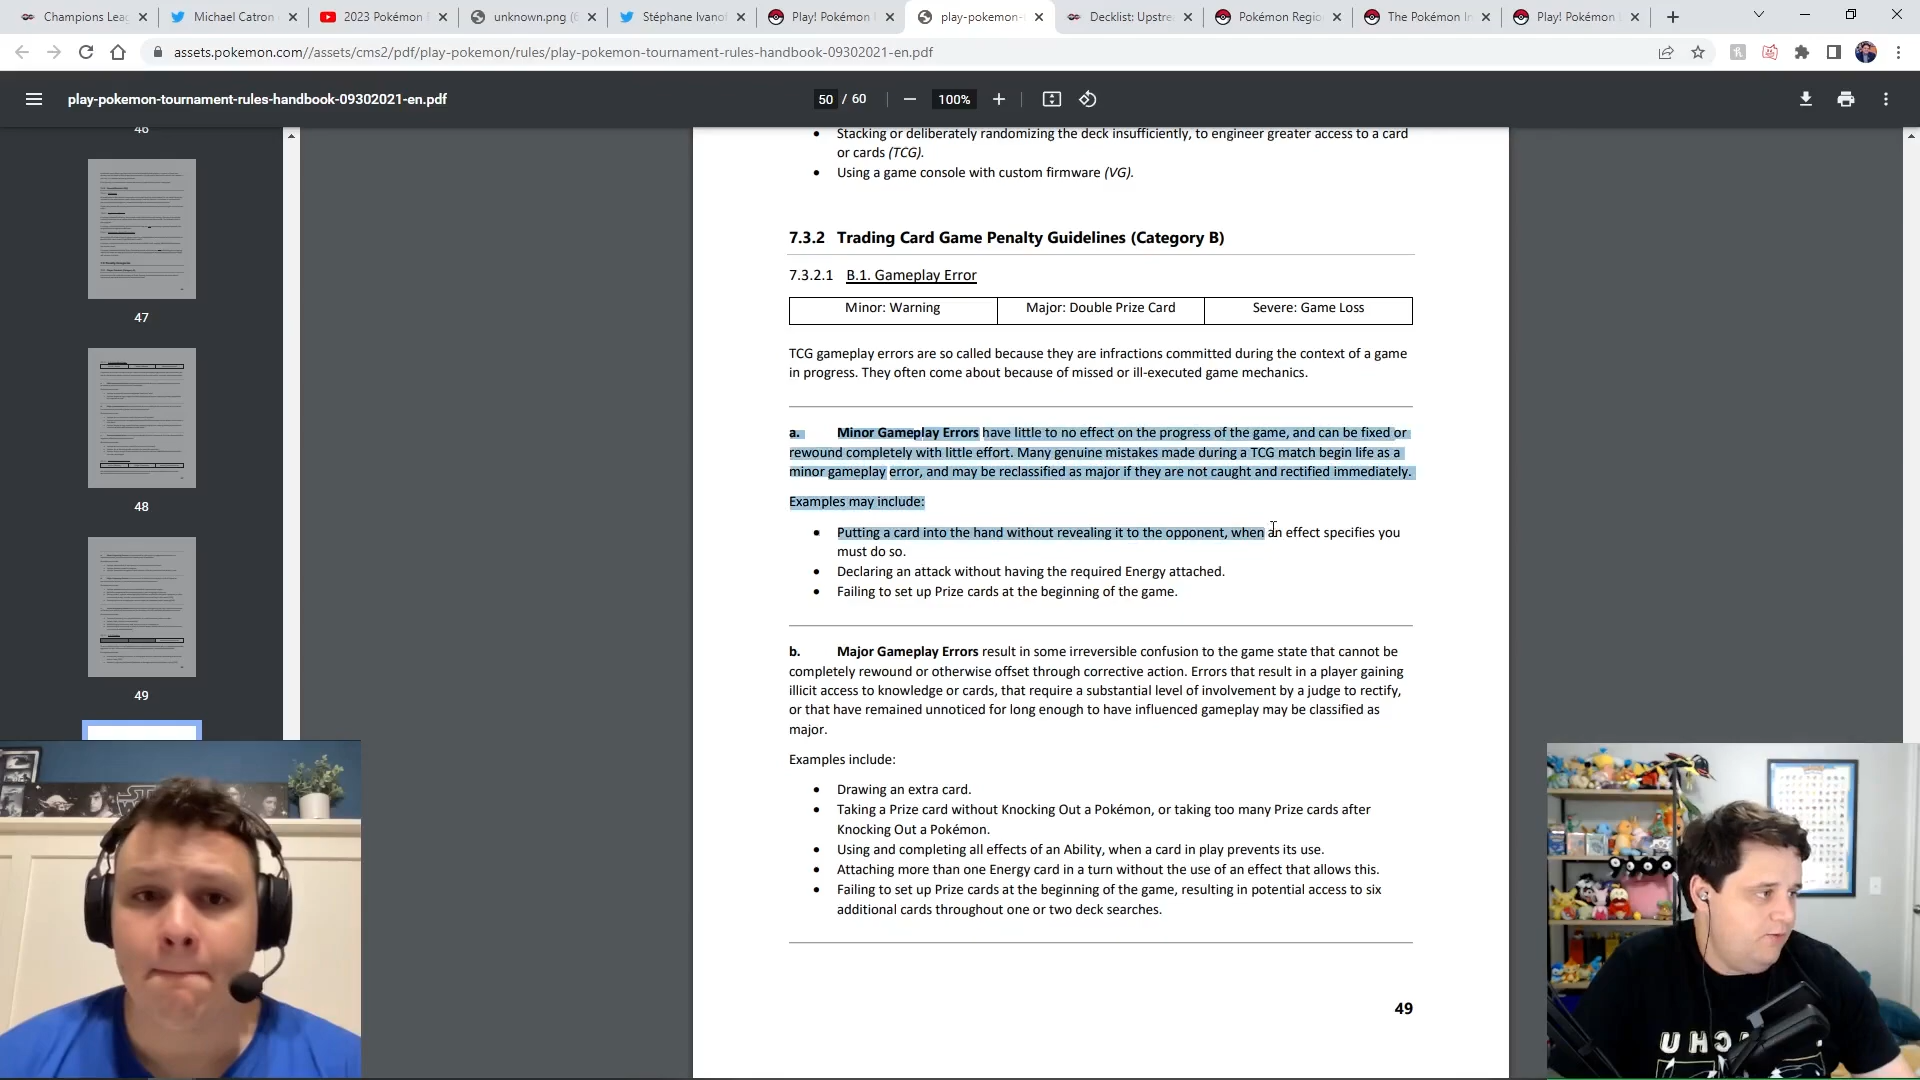 Champions Lea
Michael Catron
2023 Pokémon
unknown.png (6
Stéphane Ivanof
Play! Pokémon
play-pokemon-
Decklist: Upstre
Pokémon Regio
The Pokémon In
Play! Pokémon
assets.pokemon.com//assets/cms2/pdf/play-pokemon/rules/play-pokemon-tournament-rules-handbook-09302021-en.pdf
play-pokemon-tournament-rules-handbook-09302021-en.pdf
50 / 60
100%
46
47
48
49
Stacking or deliberately randomizing the deck insufficiently, to engineer greater access to a card
or cards (TCG).
• Using a game console with custom firmware (VG).
7.3.2 Trading Card Game Penalty Guidelines (Category B)
7.3.2.1 B.1. Gameplay Error
Minor: Warning Major: Double Prize Card Severe: Game Loss
TCG gameplay errors are so called because they are infractions committed during the context of a game
in progress. They often come about because of missed or ill-executed game mechanics.
a. Minor Gameplay Errors have little to no effect on the progress of the game, and can be fixed or
rewound completely with little effort. Many genuine mistakes made during a TCG match begin life as a
minor gameplay error, and may be reclassified as major if they are not caught and rectified immediately.
Examples may include:
• Putting a card into the hand without revealing it to the opponent, when an effect specifies you
must do so.
• Declaring an attack without having the required Energy attached.
• Failing to set up Prize cards at the beginning of the game.
b. Major Gameplay Errors result in some irreversible confusion to the game state that cannot be
completely rewound or otherwise offset through corrective action. Errors that result in a player gaining
illicit access to knowledge or cards, that require a substantial level of involvement by a judge to rectify,
or that have remained unnoticed for long enough to have influenced gameplay may be classified as
major.
Examples include:
• Drawing an extra card.
• Taking a Prize card without Knocking Out a Pokémon, or taking too many Prize cards after
Knocking Out a Pokémon.
• Using and completing all effects of an Ability, when a card in play prevents its use.
• Attaching more than one Energy card in a turn without the use of an effect that allows this.
• Failing to set up Prize cards at the beginning of the game, resulting in potential access to six
additional cards throughout one or two deck searches.
49